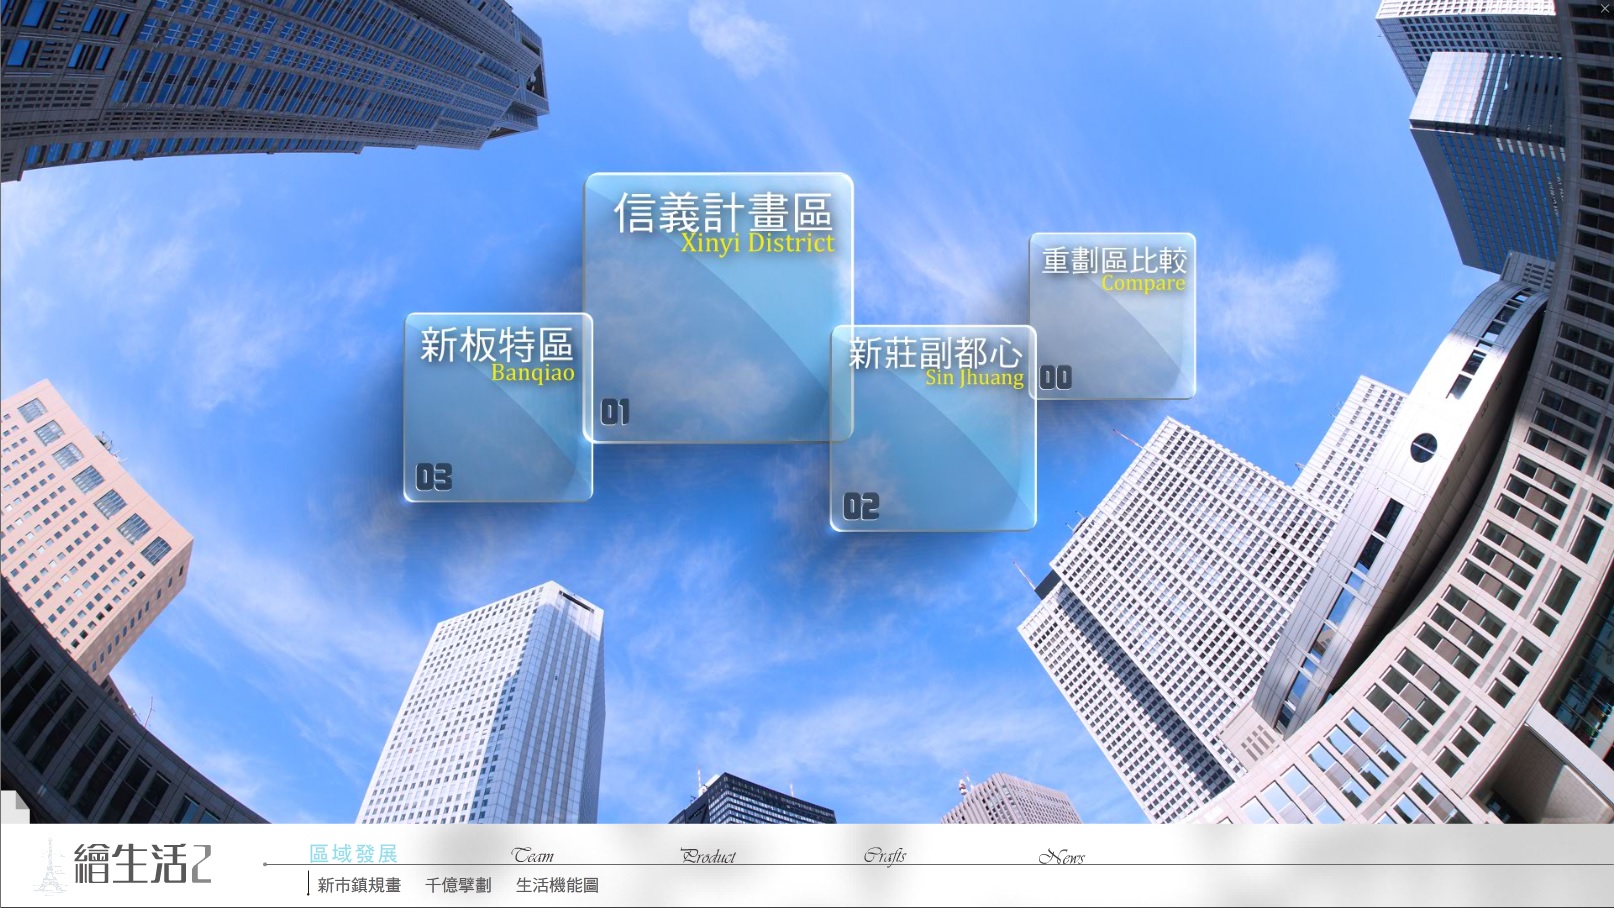 信義計畫區
Xinyi District
01
重劃區比較
Compare
00
新板特區
Banqiao
03
新莊副都心
Sin Jhuang
02
繪生活2
區域發展
Team
Product
Crafts
News
新市鎮規畫
千億擘劃
生活機能圖